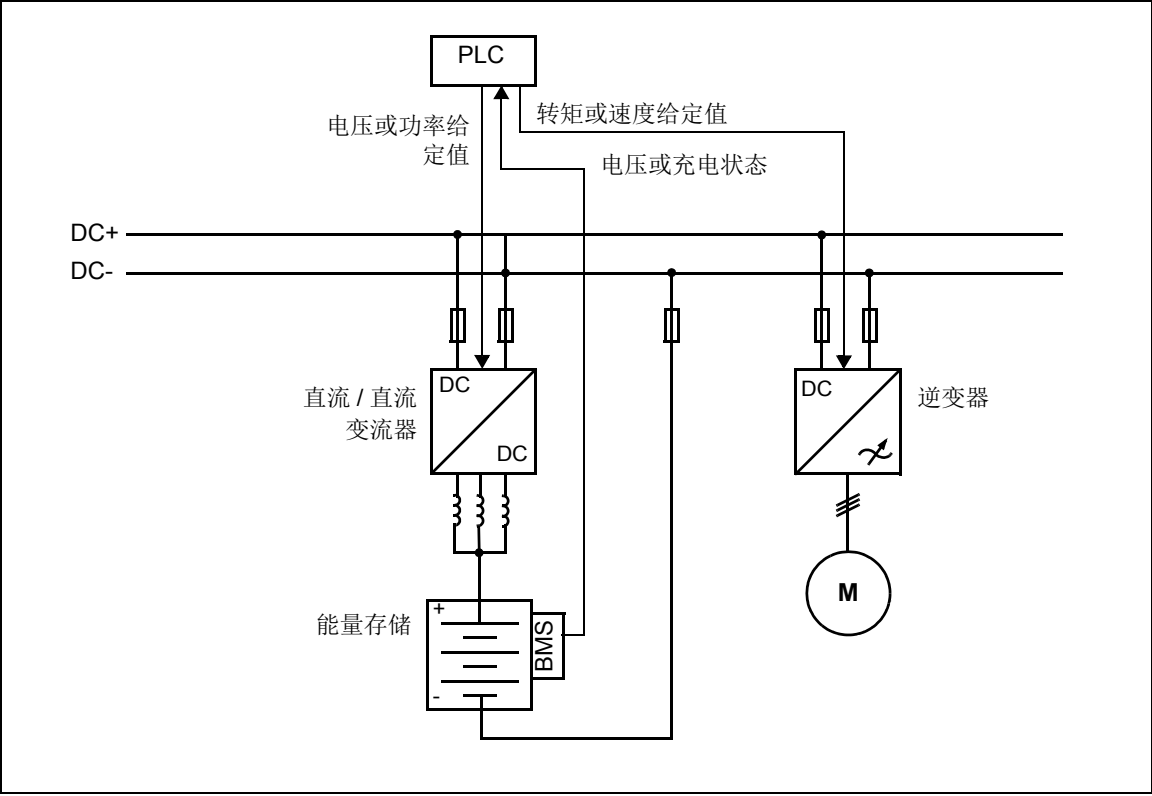 PLC
转矩或速度给定值
电压或功率给
定值
电压或充电状态
DC+
DC-
DC
DC
直流 / 直流
变流器
DC
逆变器
M
+
能量存储
BMS
-